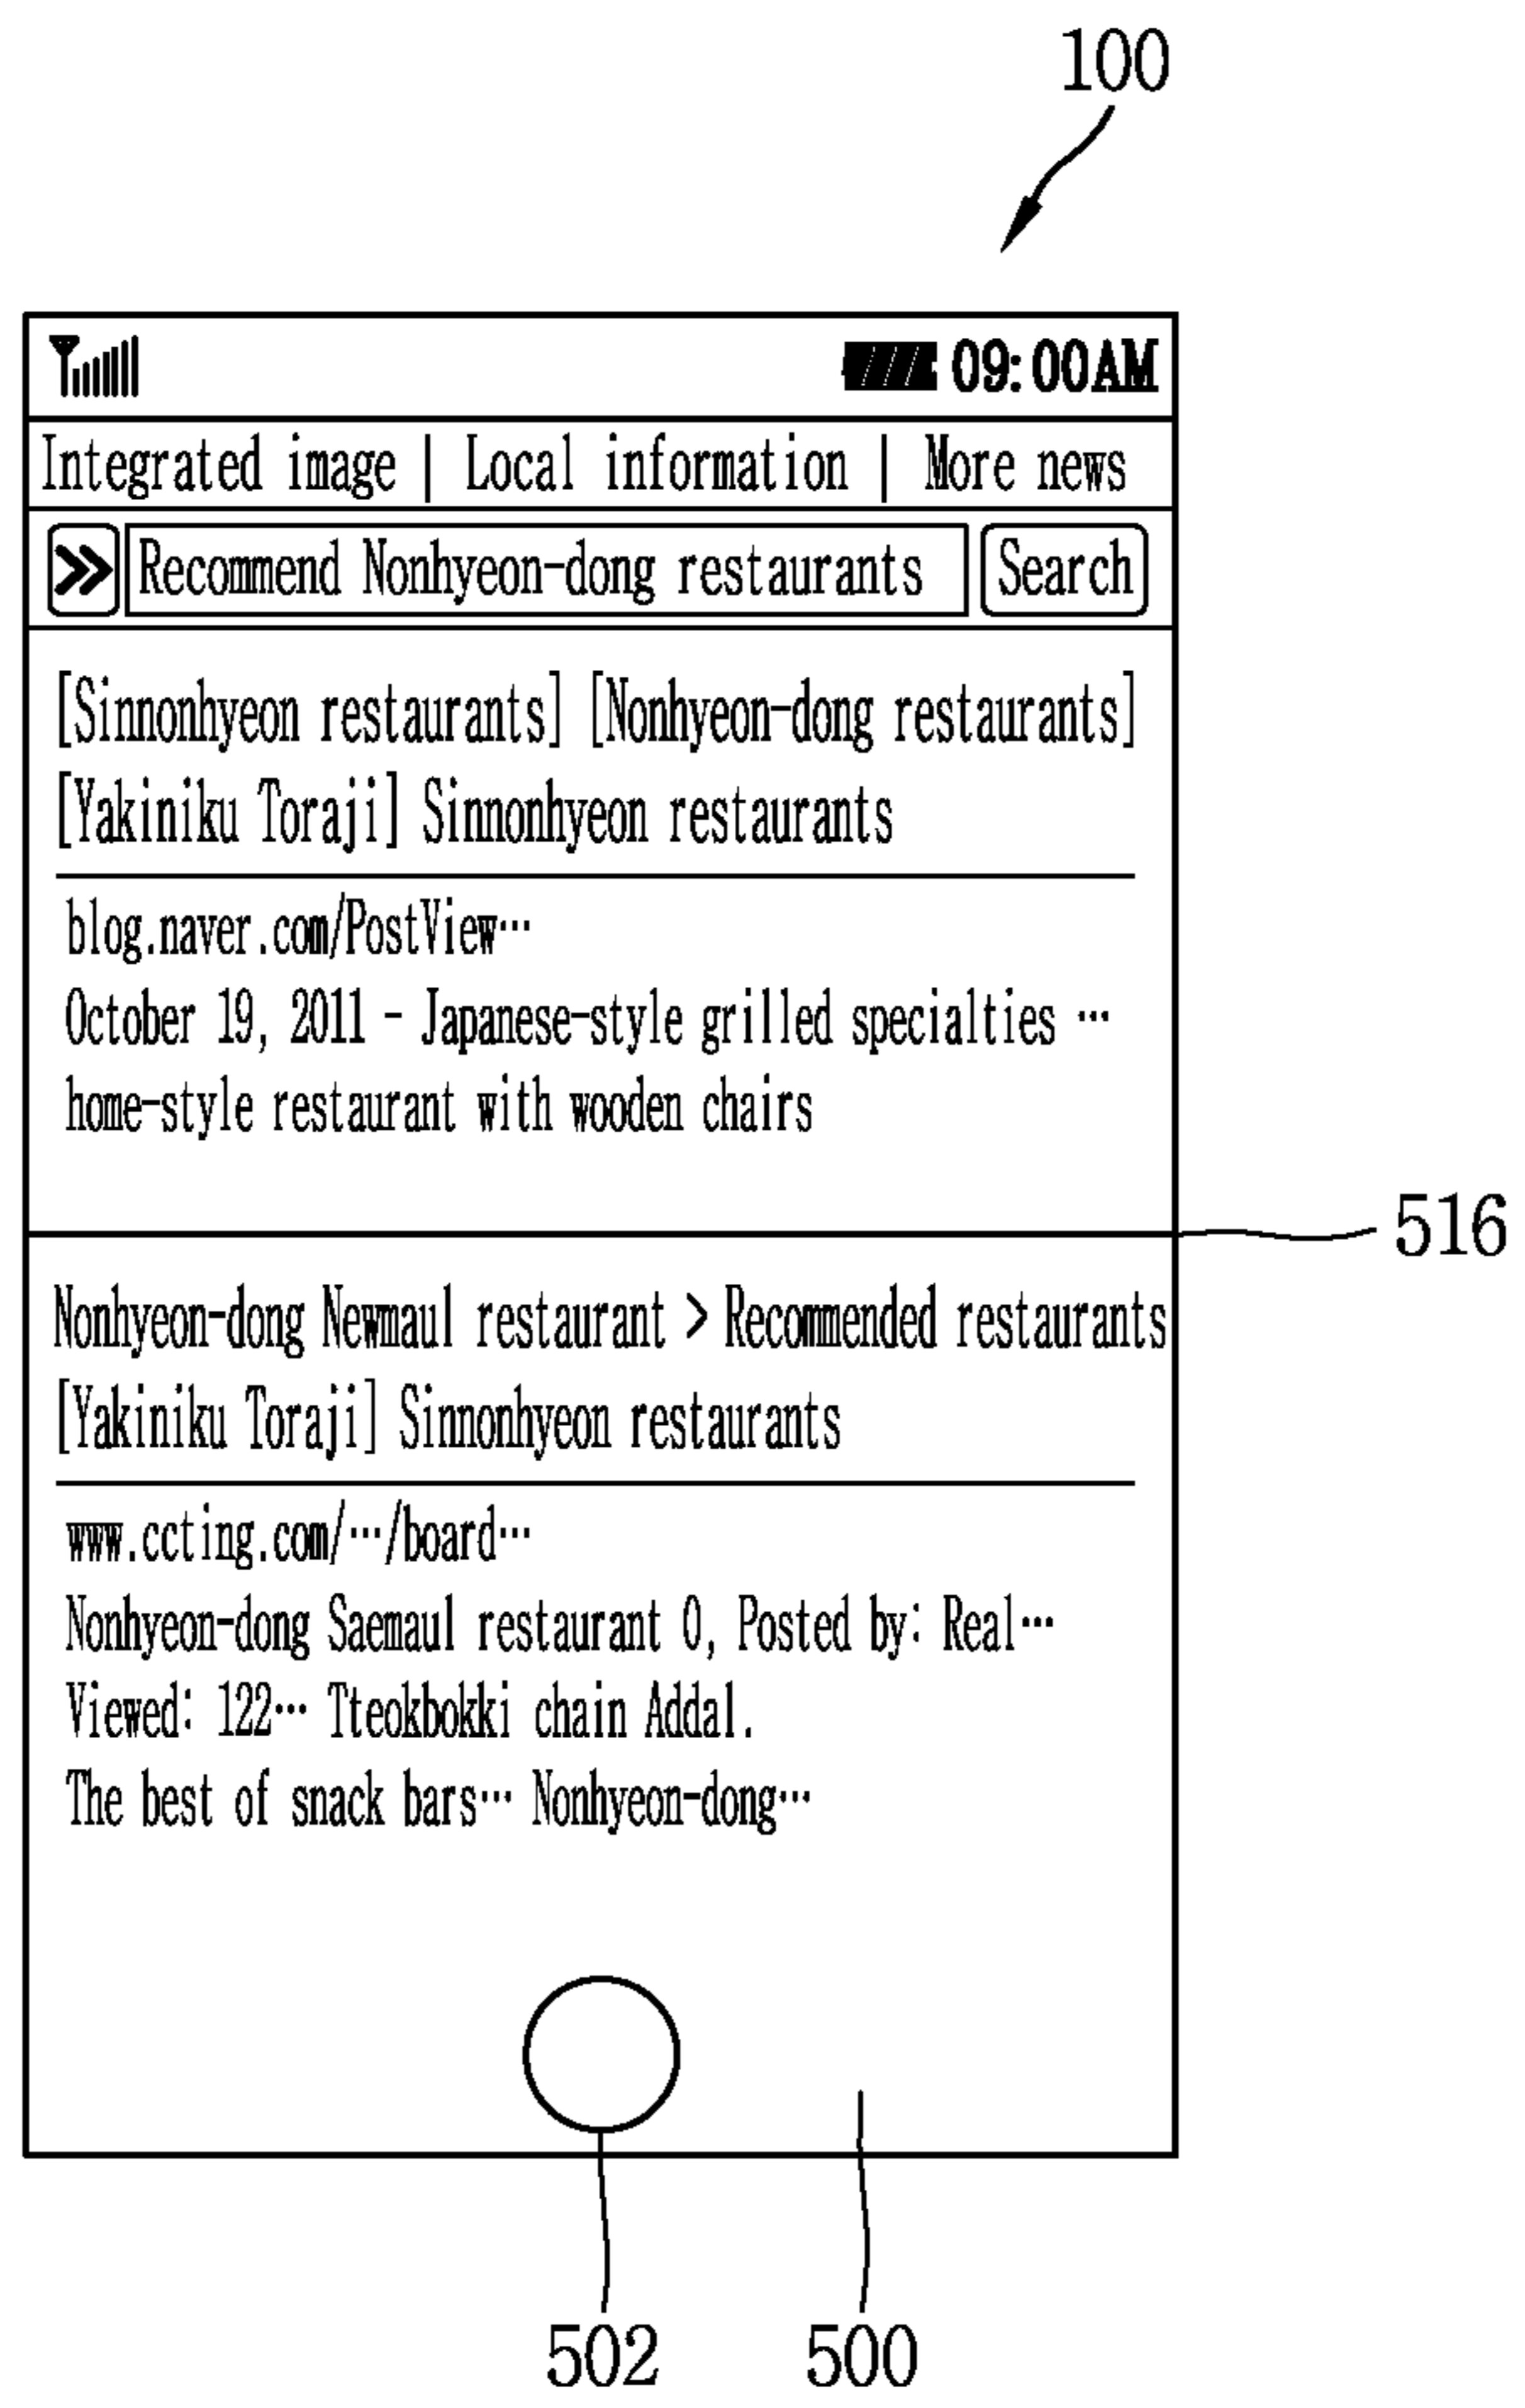 100
09:00AM
Integrated image | Local information | More news
Recommend Nonhyeon-dong restaurants Search
[Sinnonhyeon restaurants] [Nonhyeon-dong restaurants]
[Yakiniku Toraji] Sinnonhyeon restaurants
blog.naver.com/PostView…
October 19, 2011 - Japanese-style grilled specialties …
home-style restaurant with wooden chairs
516
Nonhyeon-dong Newmaul restaurant > Recommended restaurants
[Yakiniku Toraji] Sinnonhyeon restaurants
www.ccting.com/…/board…
Nonhyeon-dong Saemaul restaurant 0, Posted by: Real…
Viewed: 122… Tteokbokki chain Addal.
The best of snack bars… Nonhyeon-dong…
502 500